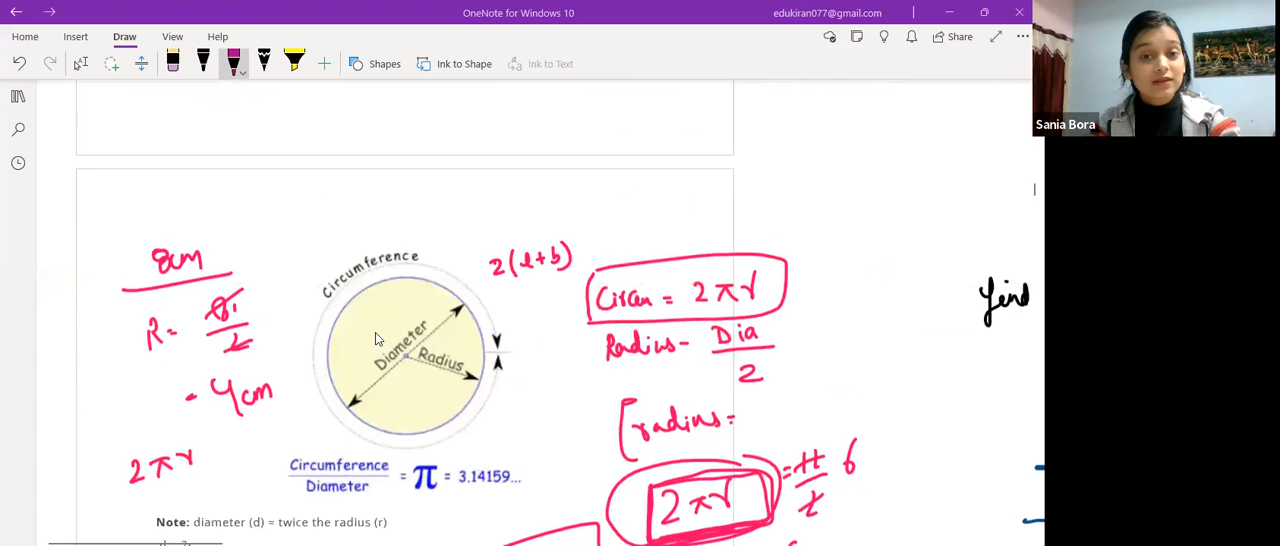 OneNote for Windows 10
edukiran077@gmail.com
Home Insert Draw View Help
Share
Shapes
Ink to Shape
Ink to Text
Sania Bora
8cm
R =
= 4cm
2πr
Circumference
Diameter
Radius
2(l+b)
Circum = 2πr
Radius - Dia
2
radius =
2πr
6
find
Circumference
Diameter
= π = 3.14159...
Note: diameter (d) = twice the radius (r)